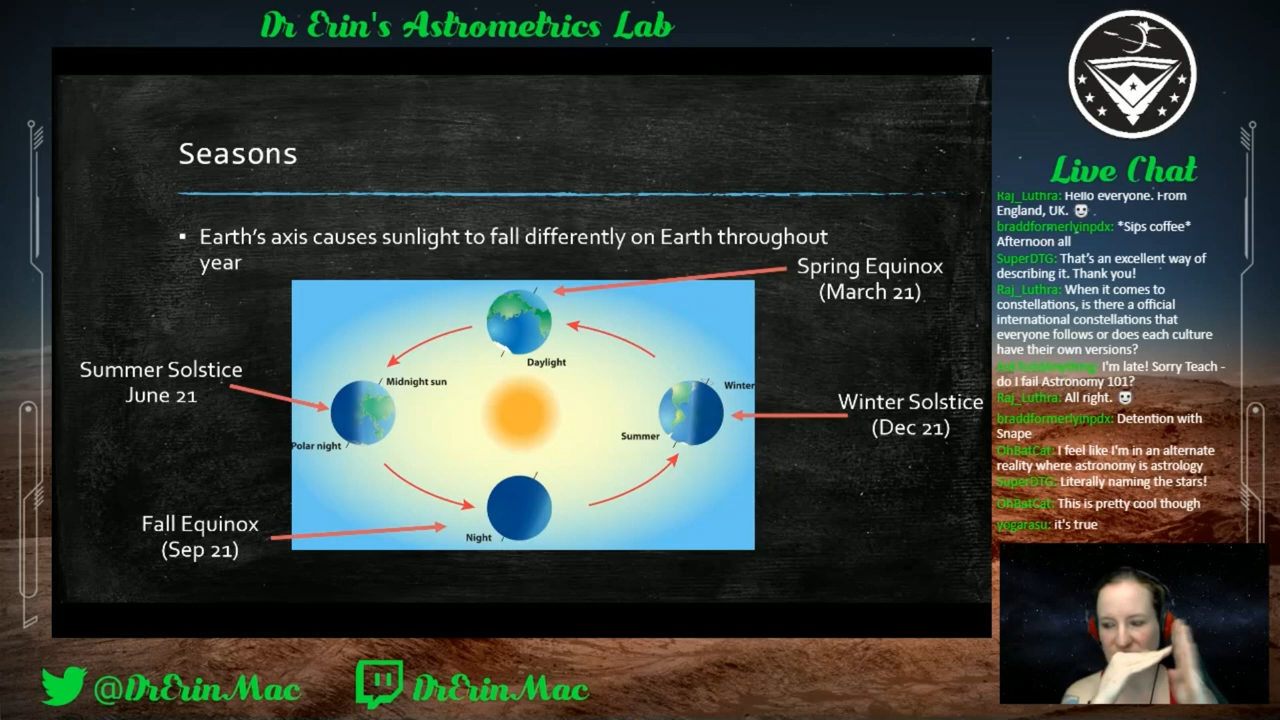 Dr Erin's Astrometrics Lab
Seasons
Earth's axis causes sunlight to fall differently on Earth throughout
year
Spring Equinox
(March 21)
Daylight
Summer Solstice
June 21
Midnight sun
Polar night
Winter
Summer
Winter Solstice
(Dec 21)
Fall Equinox
(Sep 21)
Night
Live Chat
Raj_Luthra: Hello everyone. From
England, UK.
braddformerlyinpdx: *Sips coffee*
Afternoon all
SuperDTG: That's an excellent way of
describing it. Thank you!
Raj_Luthra: When it comes to
constellations, is there a official
international constellations that
everyone follows or does each culture
have their own versions?
I'm late! Sorry Teach -
do I fail Astronomy 101?
Raj_Luthra: All right.
braddformerlyinpdx: Detention with
Snape
OhBatCat: I feel like I'm in an alternate
reality where astronomy is astrology
SuperDTG: Literally naming the stars!
OhBatCat: This is pretty cool though
yogarasu: it's true
@DrErinMac
DrErinMac